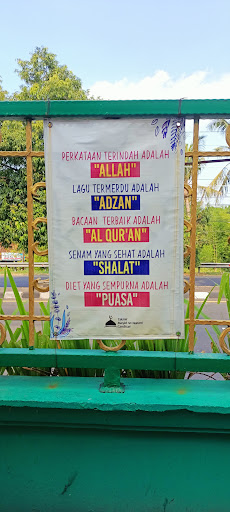 PERKATAAN TERINDAH ADALAH
"ALLAH"
LAGU TERMERDU ADALAH
"ADZAN"
BACAAN TERBAIK ADALAH
"AL QUR'AN"
SENAM YANG SEHAT ADALAH
"SHALAT"
DIET YANG SEMPURNA ADALAH
"PUASA"